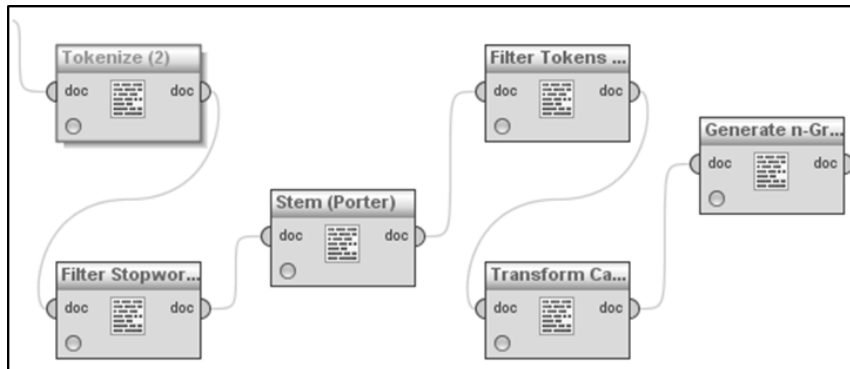 Tokenize (2)
doc doc
Filter Stopwor...
doc doc
Stem (Porter)
doc doc
Filter Tokens ...
doc doc
Transform Ca...
doc doc
Generate n-Gr...
doc doc